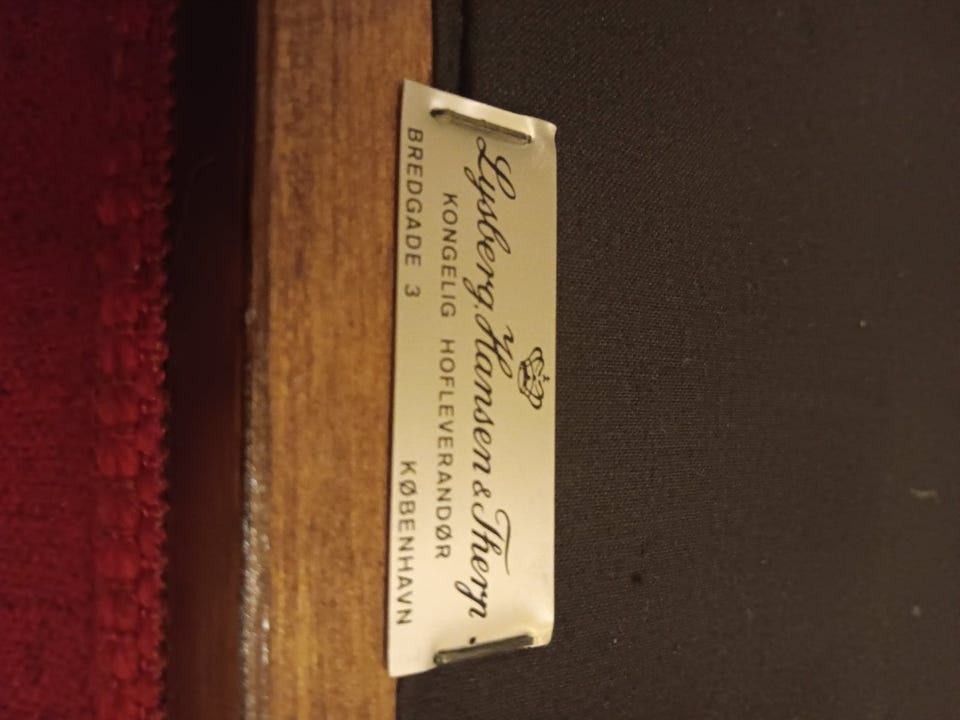 Lysberg, Hansen & Therp.
KONGELIG HOFLEVERANDØR
BREDGADE 3 KØBENHAVN